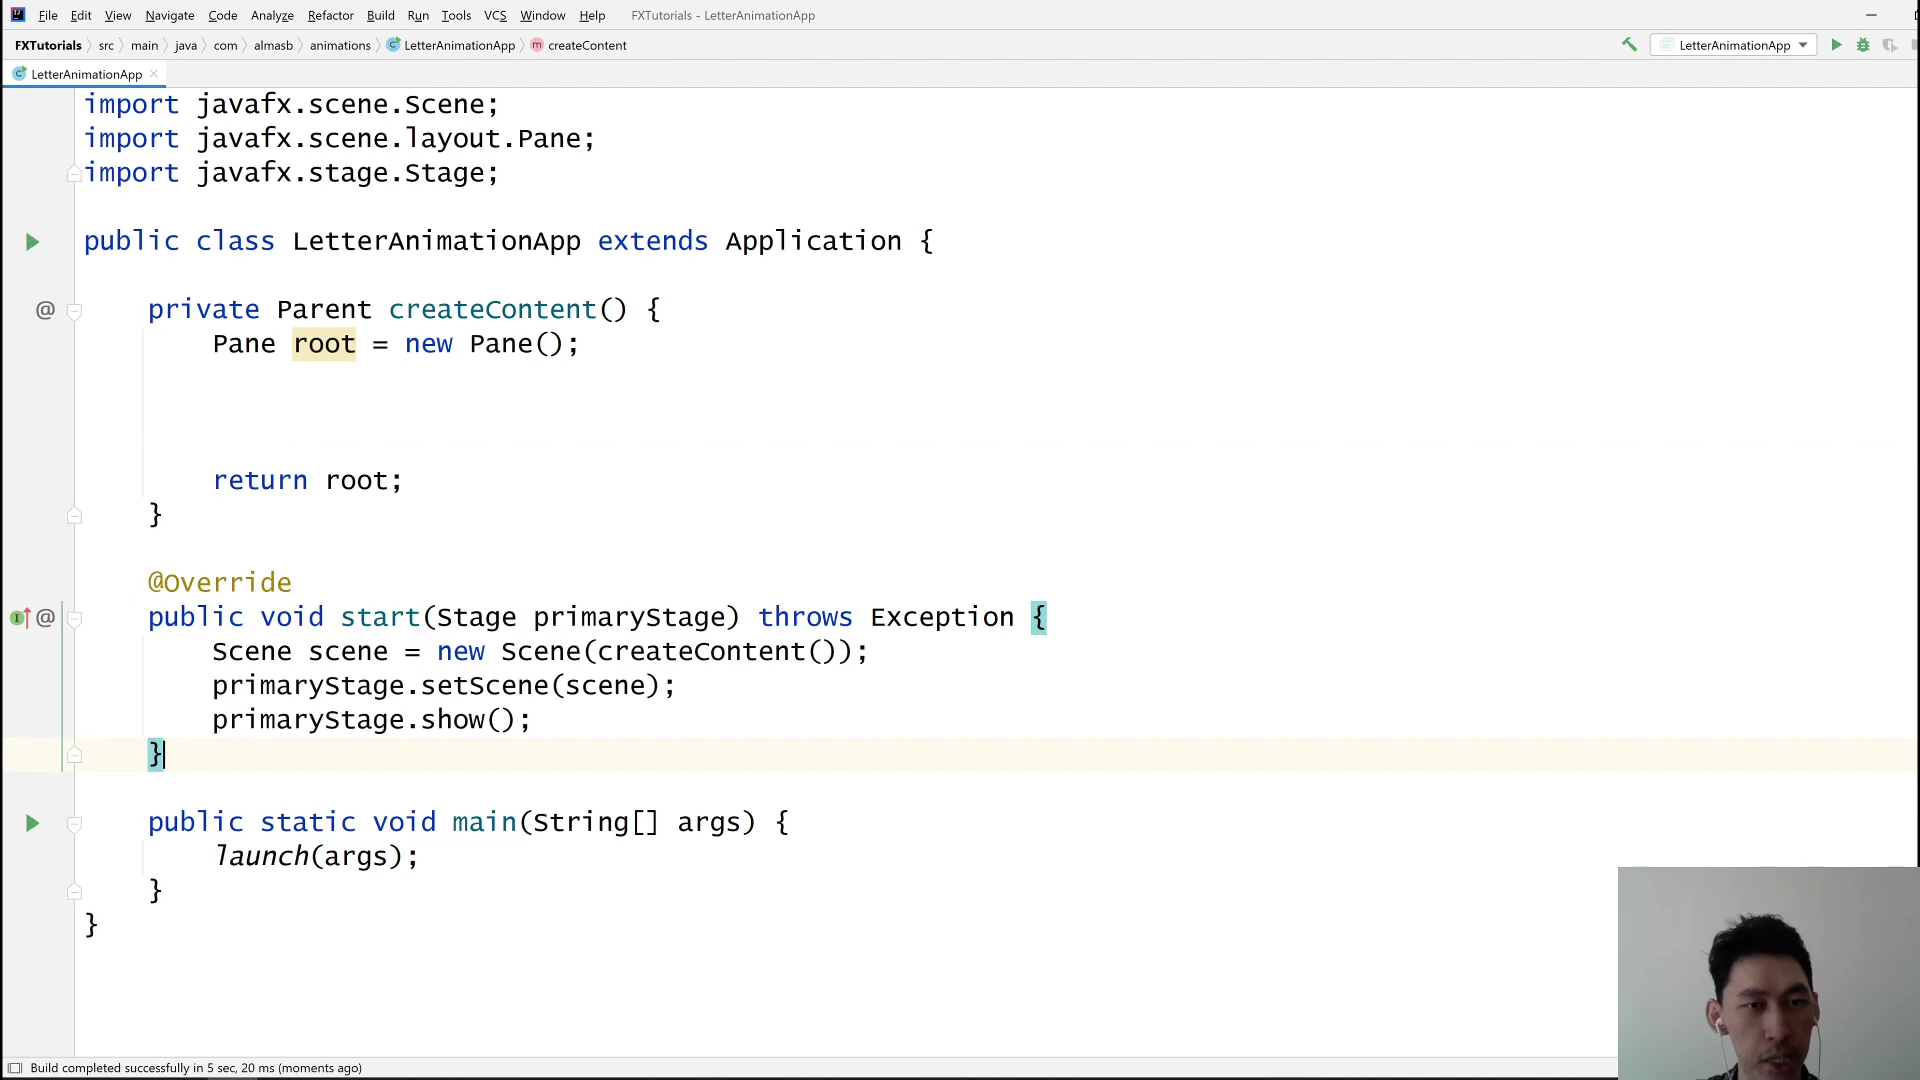 File Edit View Navigate Code Analyze Refactor Build Run Tools VCS Window Help FXTutorials - LetterAnimationApp
FXTutorials src main java com almasb animations LetterAnimationApp createContent LetterAnimationApp
LetterAnimationApp
import javafx.scene.Scene;
import javafx.scene.layout.Pane;
import javafx.stage.Stage;
public class LetterAnimationApp extends Application {
private Parent createContent() {
Pane root = new Pane();
return root;
}
@Override
public void start(Stage primaryStage) throws Exception {
Scene scene = new Scene(createContent());
primaryStage.setScene(scene);
primaryStage.show();
}
public static void main(String[] args) {
launch(args);
}
}
Build completed successfully in 5 sec, 20 ms (moments ago)